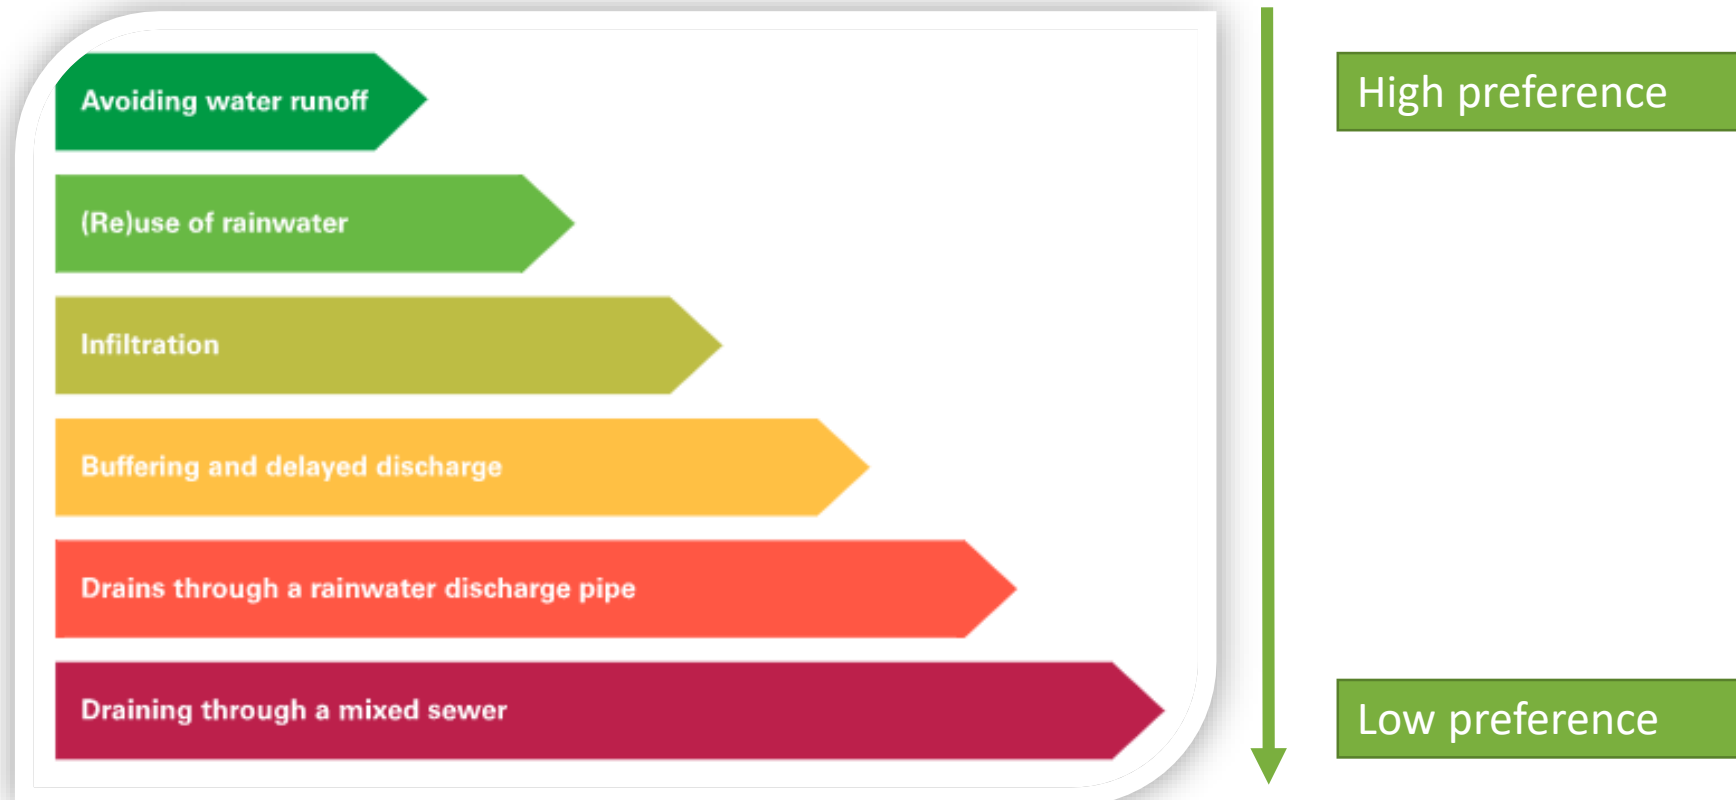 Avoiding water runoff
High preference
(Re)use of rainwater
Infiltration
Buffering and delayed discharge
Drains through a rainwater discharge pipe
Draining through a mixed sewer
Low preference